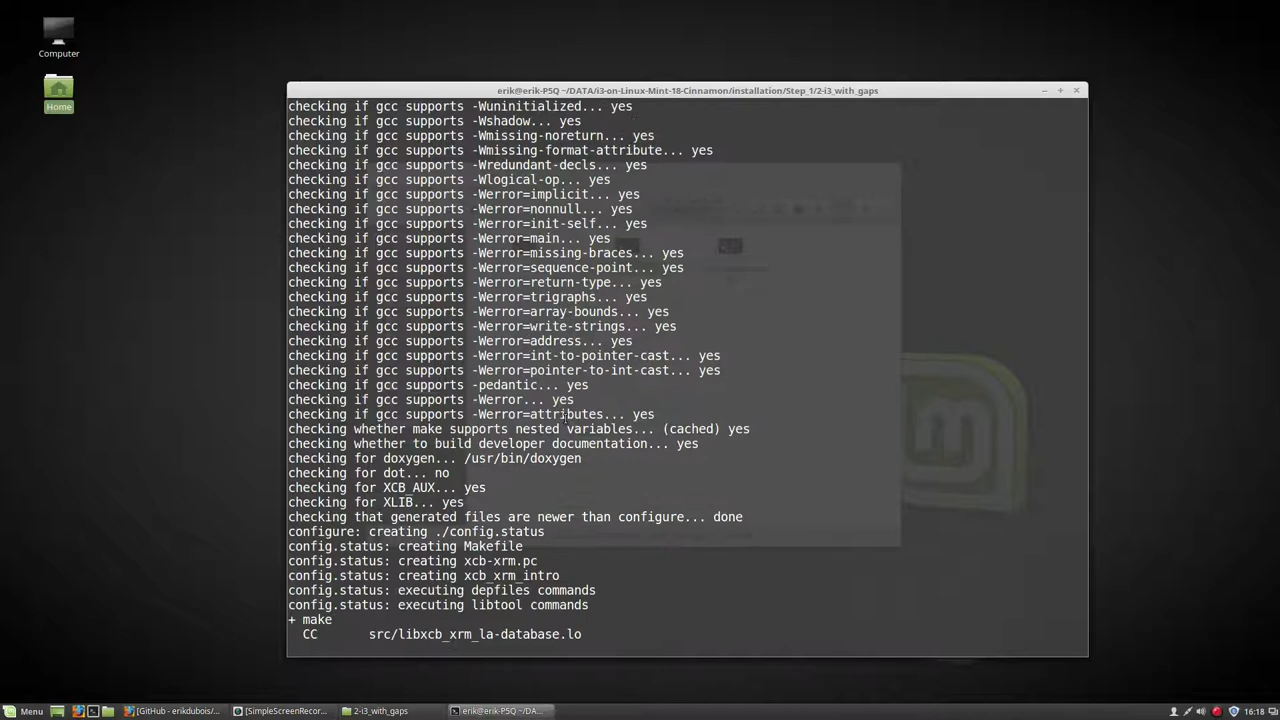 Computer
Home
erik@erik-P5Q ~/DATA/i3-on-Linux-Mint-18-Cinnamon/installation/Step_1/2-i3_with_gaps
checking if gcc supports -Wuninitialized... yes
checking if gcc supports -Wshadow... yes
checking if gcc supports -Wmissing-noreturn... yes
checking if gcc supports -Wmissing-format-attribute... yes
checking if gcc supports -Wredundant-decls... yes
checking if gcc supports -Wlogical-op... yes
checking if gcc supports -Werror=implicit... yes
checking if gcc supports -Werror=nonnull... yes
checking if gcc supports -Werror=init-self... yes
checking if gcc supports -Werror=main... yes
checking if gcc supports -Werror=missing-braces... yes
checking if gcc supports -Werror=sequence-point... yes
checking if gcc supports -Werror=return-type... yes
checking if gcc supports -Werror=trigraphs... yes
checking if gcc supports -Werror=array-bounds... yes
checking if gcc supports -Werror=write-strings... yes
checking if gcc supports -Werror=address... yes
checking if gcc supports -Werror=int-to-pointer-cast... yes
checking if gcc supports -Werror=pointer-to-int-cast... yes
checking if gcc supports -pedantic... yes
checking if gcc supports -Werror... yes
checking if gcc supports -Werror=attributes... yes
checking whether make supports nested variables... (cached) yes
checking whether to build developer documentation... yes
checking for doxygen... /usr/bin/doxygen
checking for dot... no
checking for XCB_AUX... yes
checking for XLIB... yes
checking that generated files are newer than configure... done
configure: creating ./config.status
config.status: creating Makefile
config.status: creating xcb-xrm.pc
config.status: creating xcb_xrm_intro
config.status: executing depfiles commands
config.status: executing libtool commands
+ make
CC src/libxcb_xrm_la-database.lo
Menu [GitHub - erikdubois/... [SimpleScreenRecor... 2-i3_with_gaps erik@erik-P5Q ~/DA... 16:18